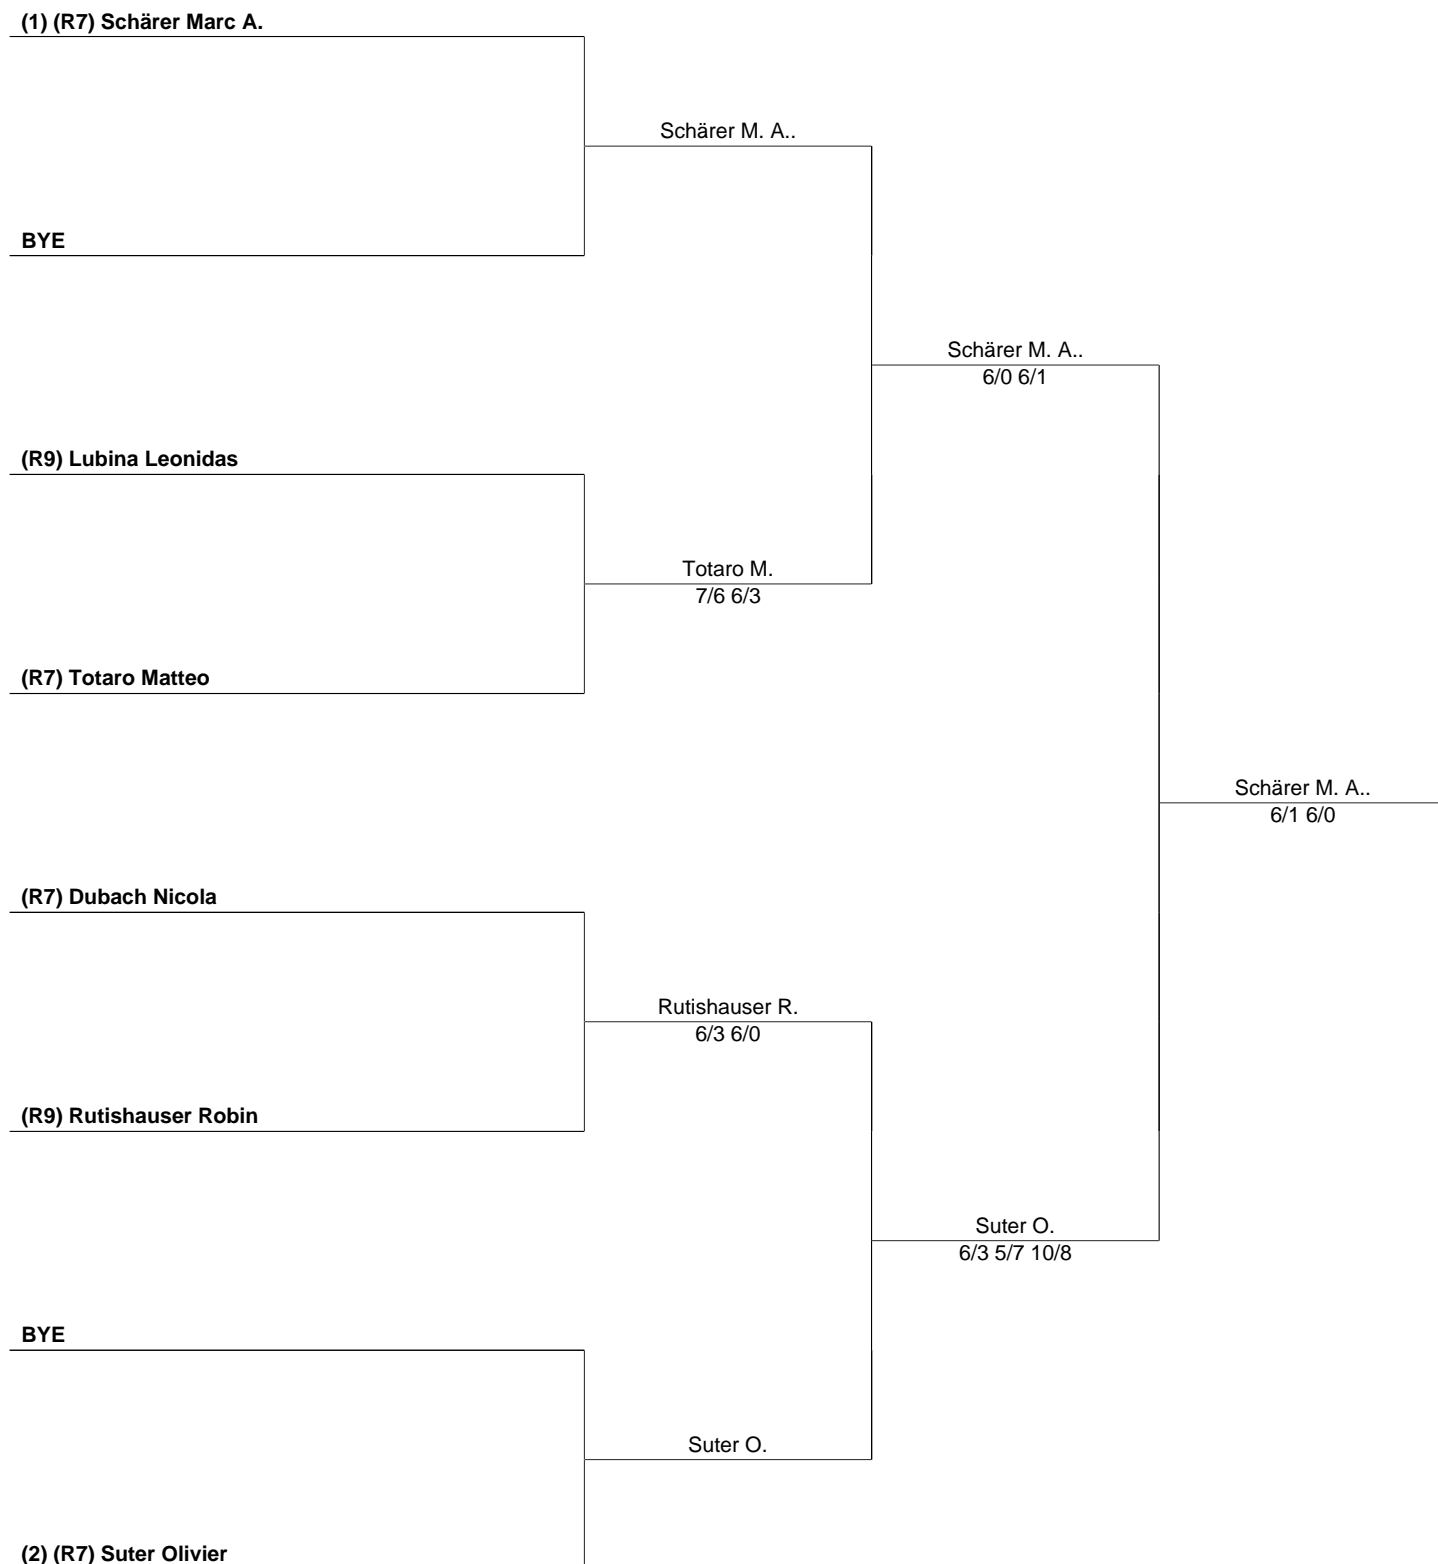 (1) (R7) Schärer Marc A.
Schärer M. A..
BYE
Schärer M. A..
6/0 6/1
(R9) Lubina Leonidas
Totaro M.
7/6 6/3
(R7) Totaro Matteo
Schärer M. A..
6/1 6/0
(R7) Dubach Nicola
Rutishauser R.
6/3 6/0
(R9) Rutishauser Robin
Suter O.
6/3 5/7 10/8
BYE
Suter O.
(2) (R7) Suter Olivier